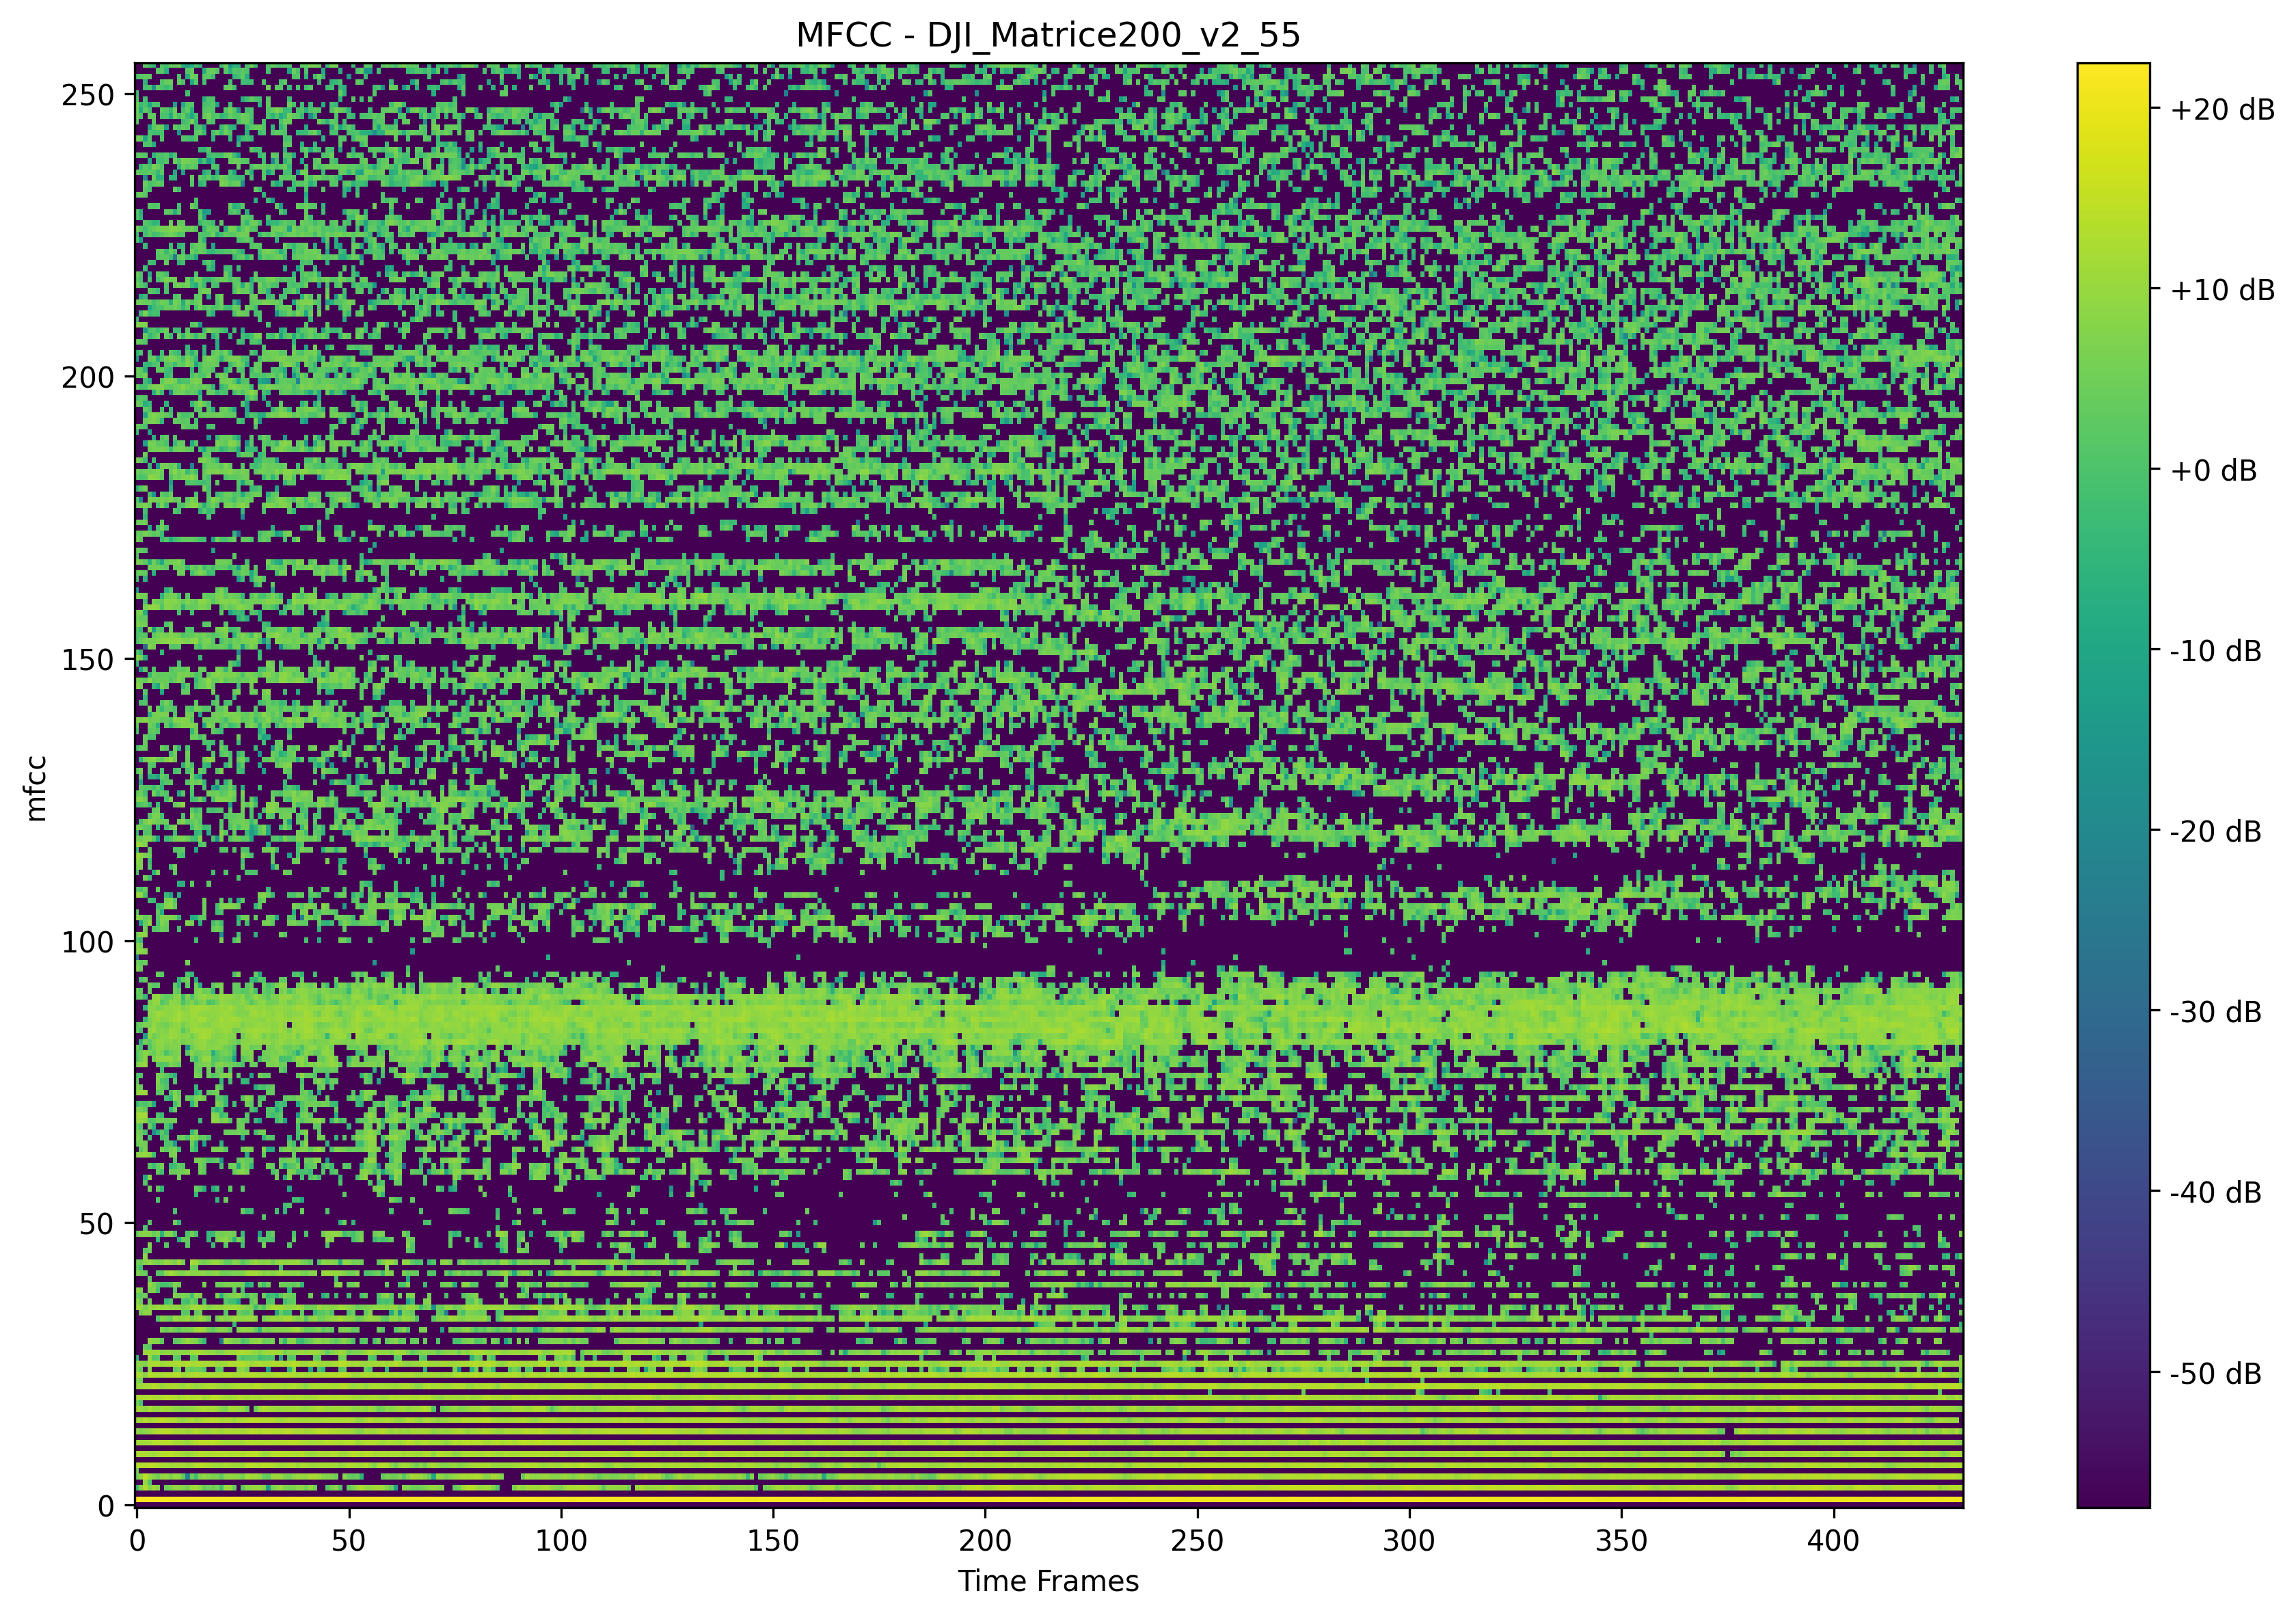 MFCC - DJI_Matrice200_v2_55
250
200
150
100
50
0
mfcc
0 50 100 150 200 250 300 350 400
Time Frames
+20 dB
+10 dB
+0 dB
-10 dB
-20 dB
-30 dB
-40 dB
-50 dB